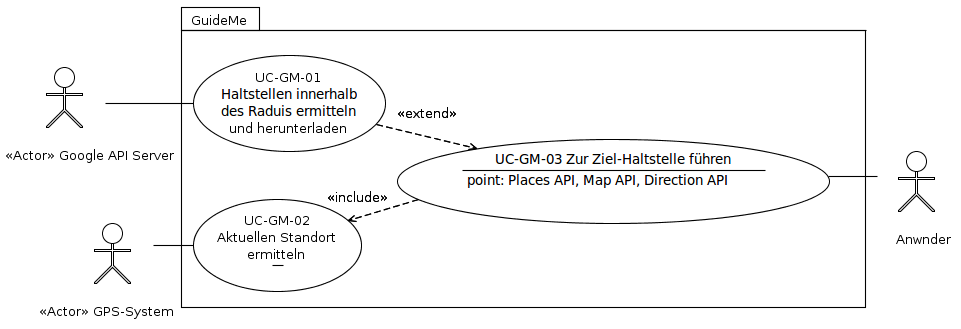 GuideMe
UC-GM-01
Haltstellen innerhalb
des Raduis ermitteln
und herunterladen
«extend»
«Actor» Google API Server
UC-GM-03 Zur Ziel-Haltstelle führen
point: Places API, Map API, Direction API
«include»
UC-GM-02
Aktuellen Standort
ermitteln
Anwnder
«Actor» GPS-System